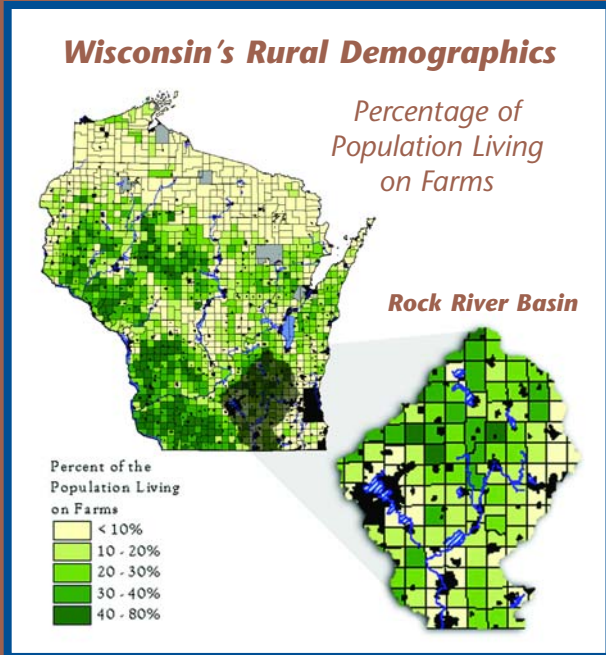 Wisconsin's Rural Demographics
Percentage of
Population Living
on Farms
Rock River Basin
Percent of the
Population Living
on Farms
< 10%
10 - 20%
20 - 30%
30 - 40%
40 - 80%